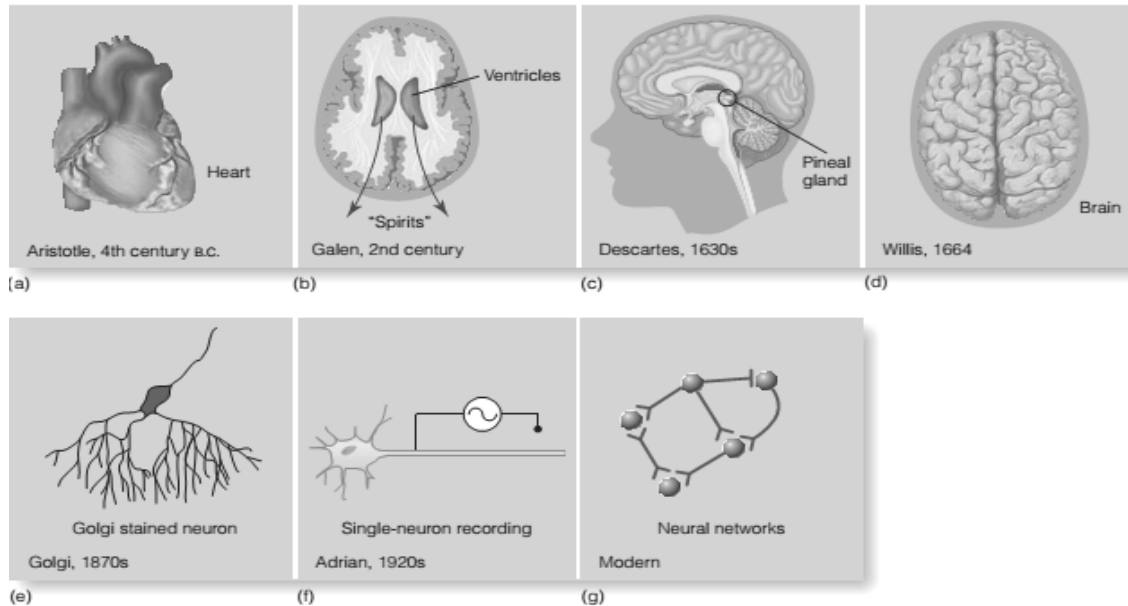 Heart
Aristotle, 4th century B.C.
(a)
Ventricles
"Spirits"
Galen, 2nd century
(b)
Pineal
gland
Descartes, 1630s
(c)
Brain
Willis, 1664
(d)
Golgi stained neuron
Golgi, 1870s
(e)
Single-neuron recording
Adrian, 1920s
(f)
Neural networks
Modern
(g)